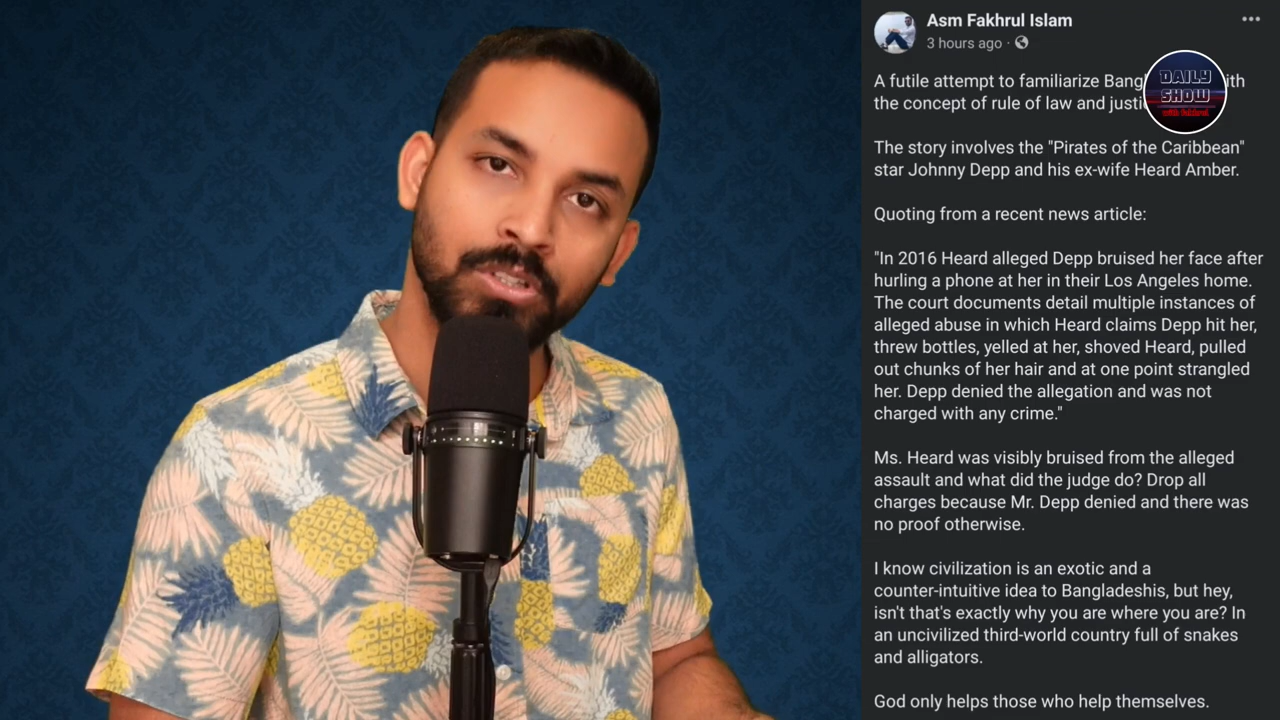 Asm Fakhrul Islam
3 hours ago ·
A futile attempt to familiarize ith
the concept of rule of law and
DAILY
SHOW
with fakhrul
The story involves the "Pirates of the Caribbean"
star Johnny Depp and his ex-wife Heard Amber.
Quoting from a recent news article:
"In 2016 Heard alleged Depp bruised her face after
hurling a phone at her in their Los Angeles home.
The court documents detail multiple instances of
alleged abuse in which Heard claims Depp hit her,
threw bottles, yelled at her, shoved Heard, pulled
out chunks of her hair and at one point strangled
her. Depp denied the allegation and was not
charged with any crime."
Ms. Heard was visibly bruised from the alleged
assault and what did the judge do? Drop all
charges because Mr. Depp denied and there was
no proof otherwise.
I know civilization is an exotic and a
counter-intuitive idea to Bangladeshis, but hey,
isn't that's exactly why you are where you are? In
an uncivilized third-world country full of snakes
and alligators.
God only helps those who help themselves.